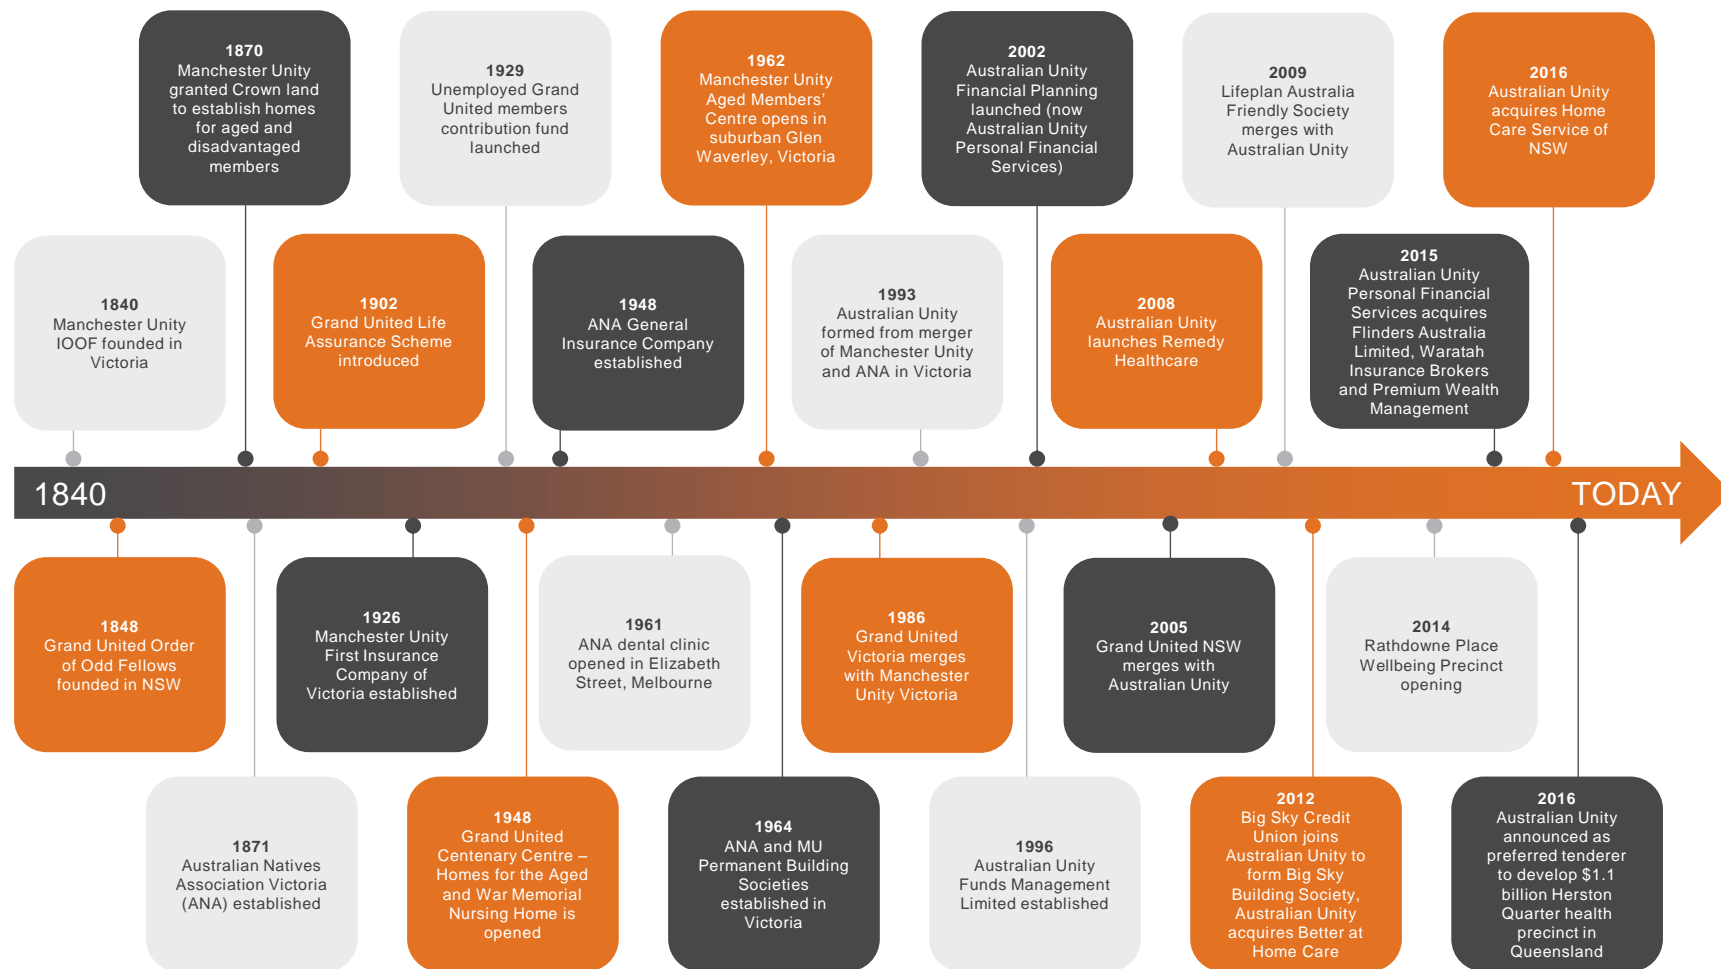 1870
Manchester Unity
granted Crown land
to establish homes
for aged and
disadvantaged
members
1929
Unemployed Grand
United members
contribution fund
launched
1962
Manchester Unity
Aged Members’
Centre opens in
suburban Glen
Waverley, Victoria
2002
Australian Unity
Financial Planning
launched (now
Australian Unity
Personal Financial
Services)
2009
Lifeplan Australia
Friendly Society
merges with
Australian Unity
2016
Australian Unity
acquires Home
Care Service of
NSW
1840
Manchester Unity
IOOF founded in
Victoria
1902
Grand United Life
Assurance Scheme
introduced
1948
ANA General
Insurance Company
established
1993
Australian Unity
formed from merger
of Manchester Unity
and ANA in Victoria
2008
Australian Unity
launches Remedy
Healthcare
2015
Australian Unity
Personal Financial
Services acquires
Flinders Australia
Limited, Waratah
Insurance Brokers
and Premium Wealth
Management
1840
TODAY
1848
Grand United Order
of Odd Fellows
founded in NSW
1926
Manchester Unity
First Insurance
Company of
Victoria established
1961
ANA dental clinic
opened in Elizabeth
Street, Melbourne
1986
Grand United
Victoria merges
with Manchester
Unity Victoria
2005
Grand United NSW
merges with
Australian Unity
2014
Rathdowne Place
Wellbeing Precinct
opening
1871
Australian Natives
Association Victoria
(ANA) established
1948
Grand United
Centenary Centre –
Homes for the Aged
and War Memorial
Nursing Home is
opened
1964
ANA and MU
Permanent Building
Societies
established in
Victoria
1996
Australian Unity
Funds Management
Limited established
2012
Big Sky Credit
Union joins
Australian Unity to
form Big Sky
Building Society,
Australian Unity
acquires Better at
Home Care
2016
Australian Unity
announced as
preferred tenderer
to develop $1.1
billion Herston
Quarter health
precinct in
Queensland